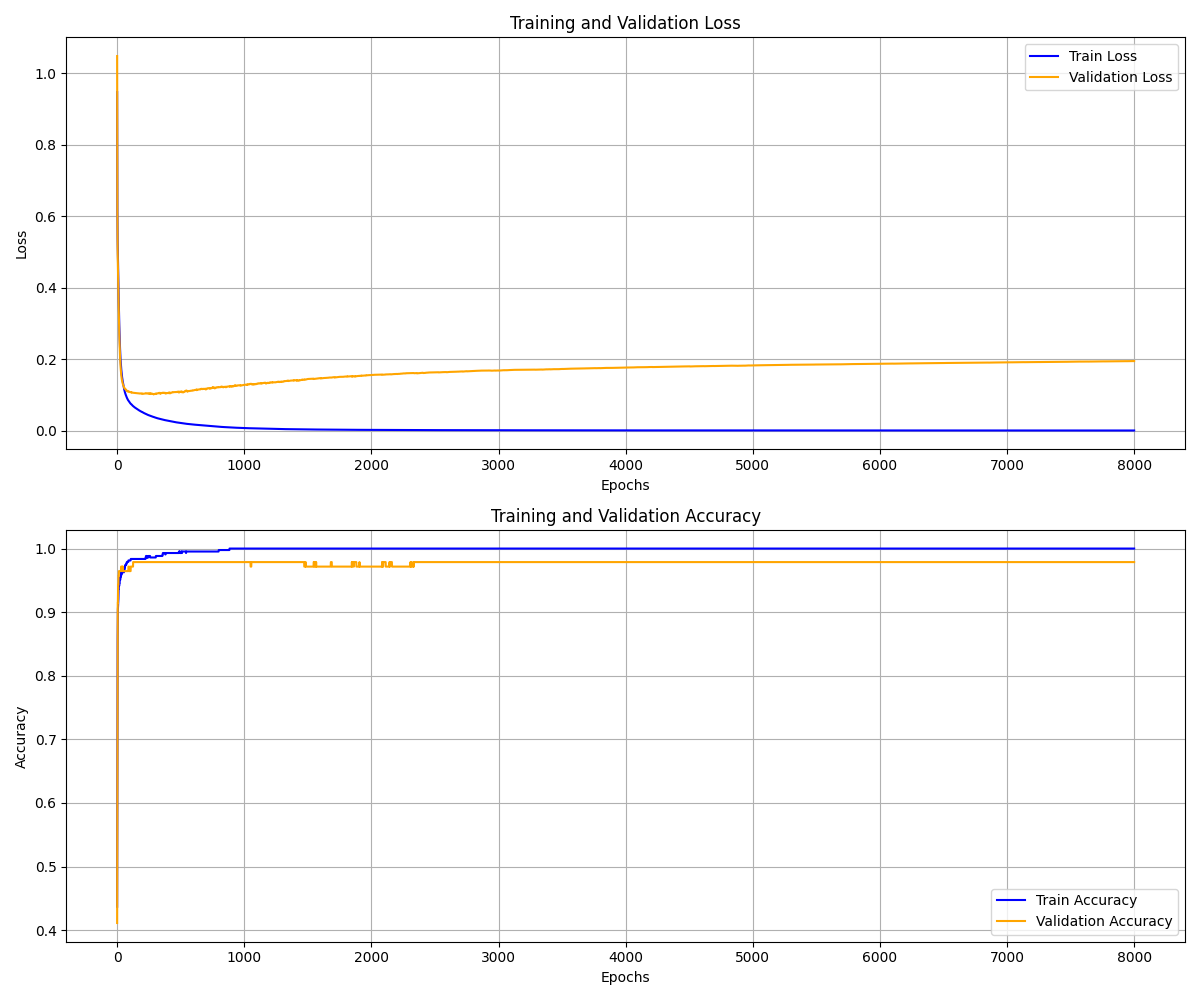 Training and Validation Loss
Train Loss
Validation Loss
1.0
0.8
0.6
0.4
0.2
0.0
Loss
0 1000 2000 3000 4000 5000 6000 7000 8000
Epochs
Training and Validation Accuracy
1.0
0.9
0.8
0.7
0.6
0.5
0.4
Accuracy
Train Accuracy
Validation Accuracy
0 1000 2000 3000 4000 5000 6000 7000 8000
Epochs